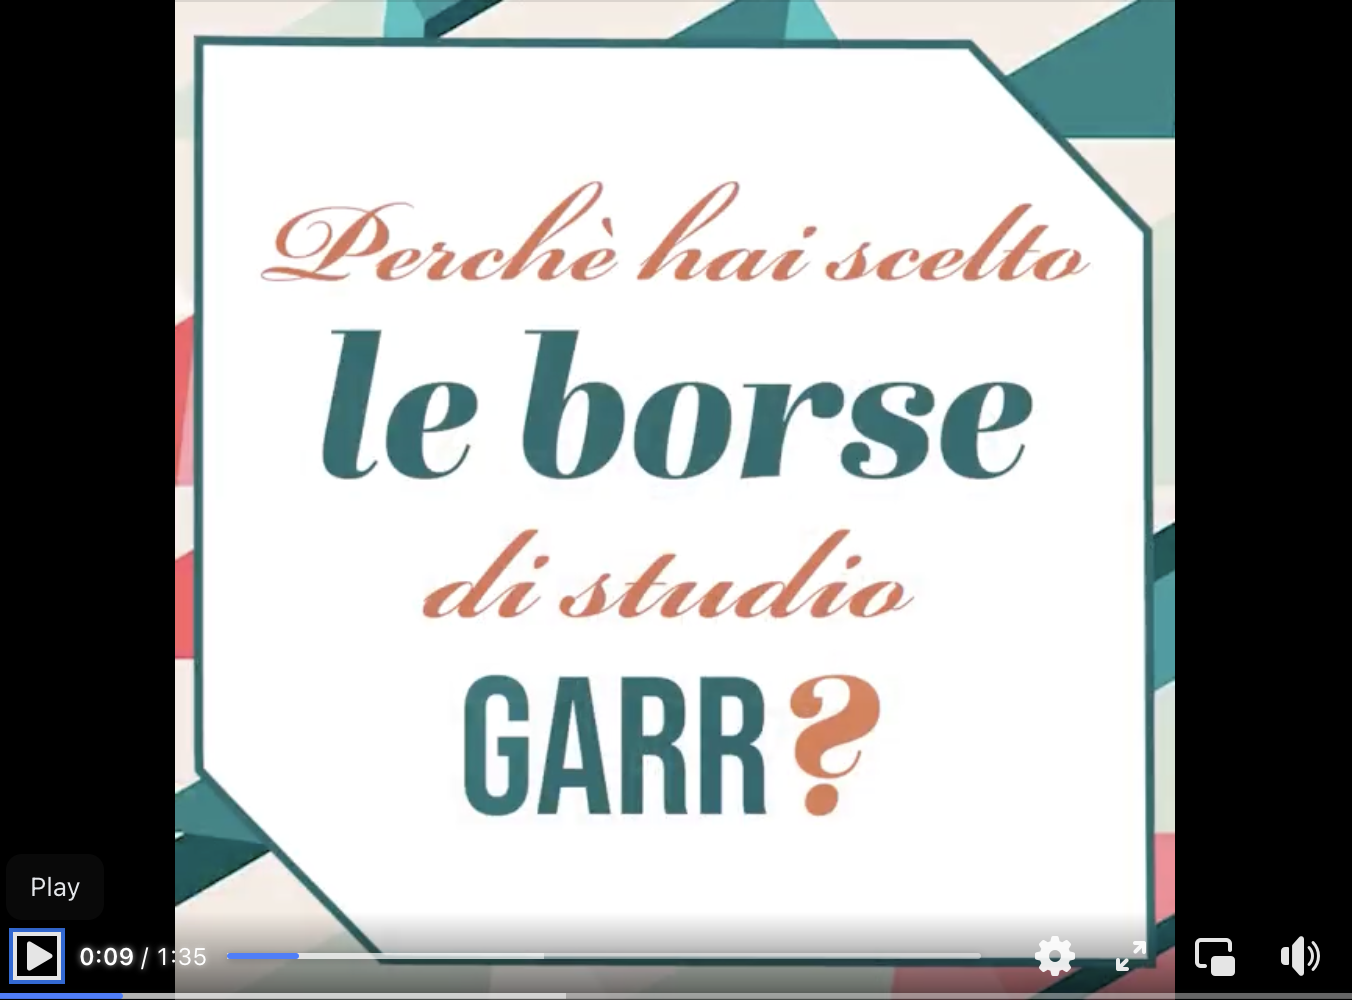 Perchè hai scelto
le borse
di studio
GARR?
Play
0:09 / 1:35